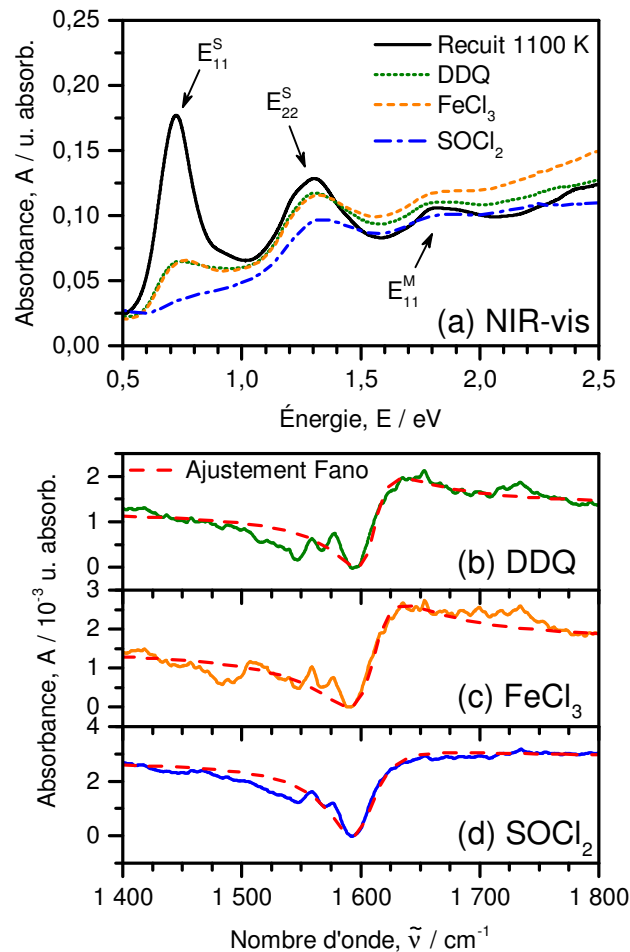 0,25
0,20
0,15
0,10
0,05
0,00
Absorbance, A / u. absorb.
E11^S
E22^S
E11^M
Recuit 1100 K
DDQ
FeCl3
SOCl2
(a) NIR-vis
0,5 1,0 1,5 2,0 2,5
Énergie, E / eV
Absorbance, A / 10^-3 u. absorb.
2
1
0
Ajustement Fano
(b) DDQ
3
2
1
0
(c) FeCl3
4
2
0
(d) SOCl2
1 400 1 500 1 600 1 700 1 800
Nombre d'onde, ν̃ / cm^-1